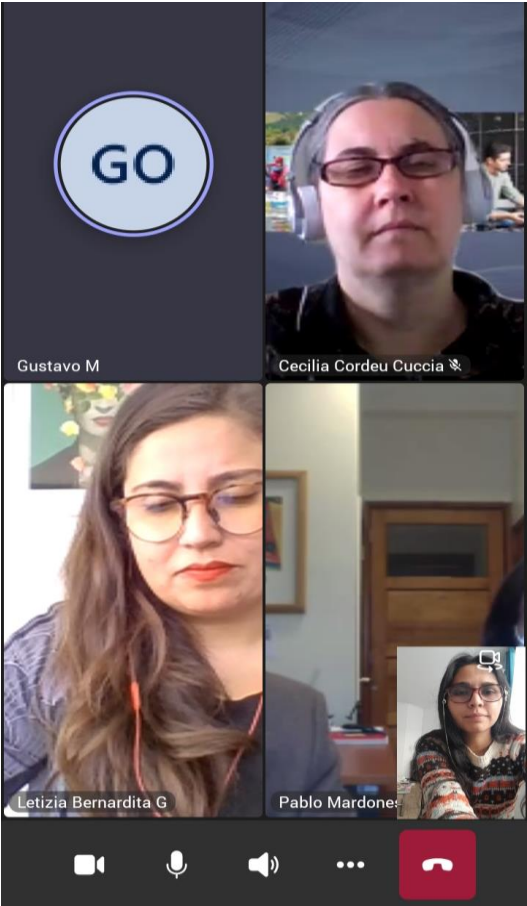 GO
Gustavo M
Cecilia Cordeu Cuccia
Letizia Bernardita G
Pablo Mardones